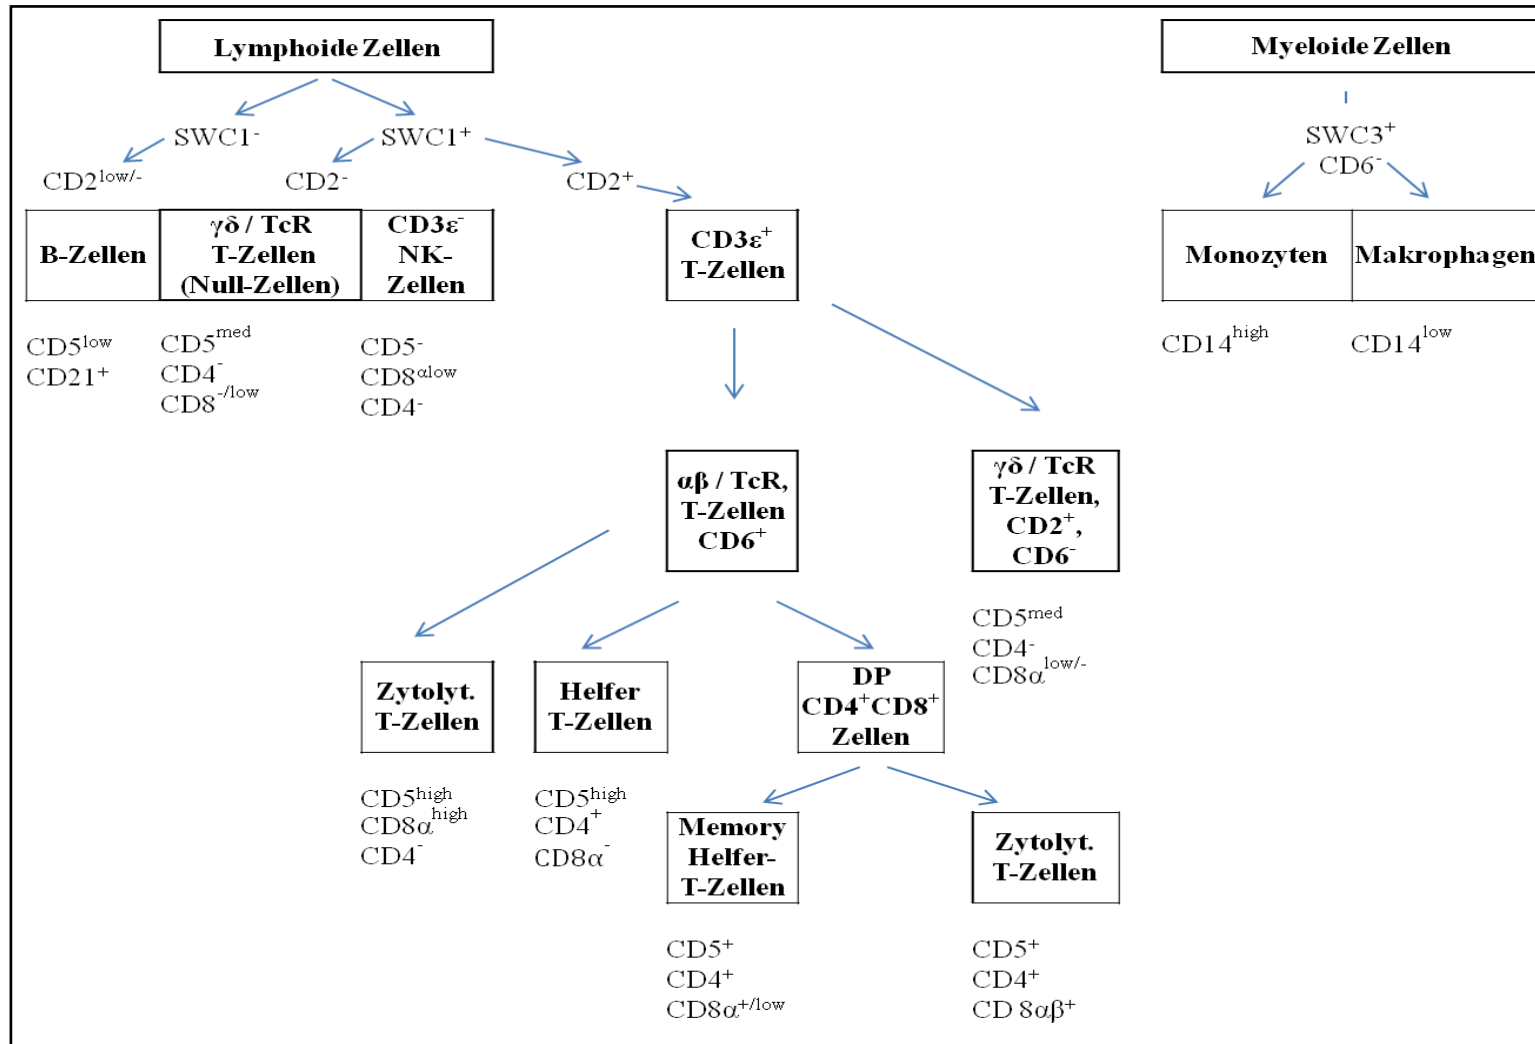 Lymphoide Zellen
Myeloide Zellen
SWC1⁻
SWC1⁺
SWC3⁺
CD6⁻
CD2low/-
CD2⁻
CD2⁺
B-Zellen
γδ / TcR
T-Zellen
(Null-Zellen)
CD3ε⁻
NK-
Zellen
CD3ε⁺
T-Zellen
Monozyten
Makrophagen
CD5low
CD21⁺
CD5med
CD4⁻
CD8-/low
CD5⁻
CD8αlow
CD4⁻
CD14high
CD14low
αβ / TcR,
T-Zellen
CD6⁺
γδ / TcR
T-Zellen,
CD2⁺,
CD6⁻
CD5med
CD4⁻
CD8αlow/-
Zytolyt.
T-Zellen
Helfer
T-Zellen
DP
CD4⁺CD8⁺
Zellen
CD5high
CD8αhigh
CD4⁻
CD5high
CD4⁺
CD8α⁻
Memory
Helfer-
T-Zellen
Zytolyt.
T-Zellen
CD5⁺
CD4⁺
CD8α+/low
CD5⁺
CD4⁺
CD 8αβ⁺